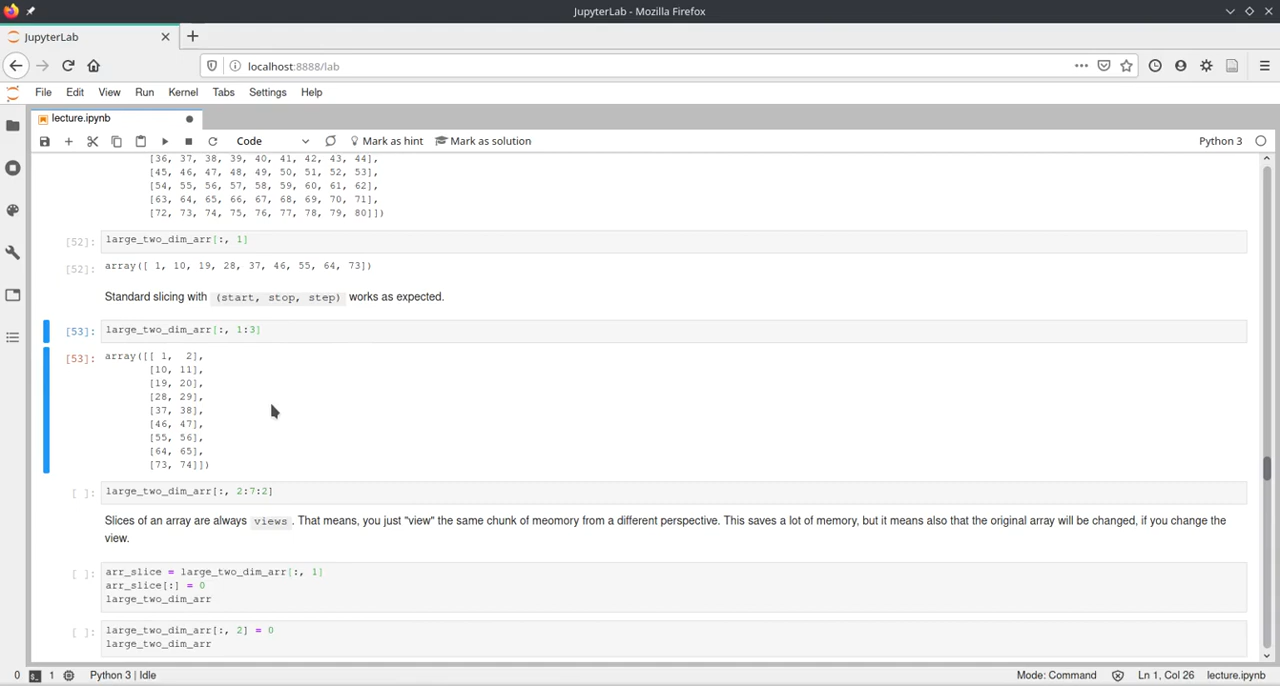 JupyterLab - Mozilla Firefox
JupyterLab
localhost:8888/lab
File Edit View Run Kernel Tabs Settings Help
lecture.ipynb
Code Mark as hint Mark as solution Python 3
[36, 37, 38, 39, 40, 41, 42, 43, 44],
[45, 46, 47, 48, 49, 50, 51, 52, 53],
[54, 55, 56, 57, 58, 59, 60, 61, 62],
[63, 64, 65, 66, 67, 68, 69, 70, 71],
[72, 73, 74, 75, 76, 77, 78, 79, 80]])
[52]: large_two_dim_arr[:, 1]
[52]: array([ 1, 10, 19, 28, 37, 46, 55, 64, 73])
Standard slicing with (start, stop, step) works as expected.
[53]: large_two_dim_arr[:, 1:3]
[53]: array([[ 1,  2],
[10, 11],
[19, 20],
[28, 29],
[37, 38],
[46, 47],
[55, 56],
[64, 65],
[73, 74]])
[ ]: large_two_dim_arr[:, 2:7:2]
Slices of an array are always views. That means, you just "view" the same chunk of meomory from a different perspective. This saves a lot of memory, but it means also that the original array will be changed, if you change the
view.
[ ]: arr_slice = large_two_dim_arr[:, 1]
arr_slice[:] = 0
large_two_dim_arr
[ ]: large_two_dim_arr[:, 2] = 0
large_two_dim_arr
0 1 Python 3 | Idle Mode: Command Ln 1, Col 26 lecture.ipynb